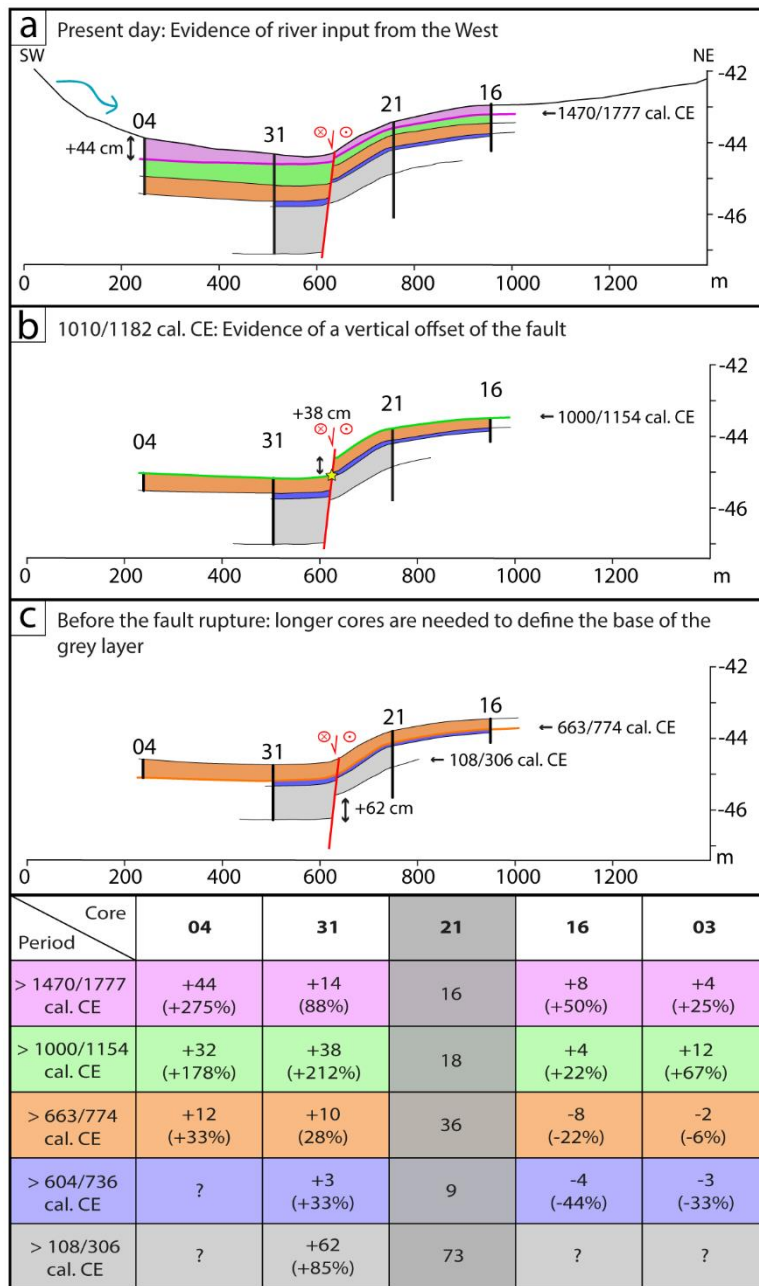 a Present day: Evidence of river input from the West
SW
NE
04
31
21
16
+44 cm
←1470/1777 cal. CE
-42
-44
-46
0 200 400 600 800 1000 1200 m
b 1010/1182 cal. CE: Evidence of a vertical offset of the fault
04
31
+38 cm
21
16
← 1000/1154 cal. CE
-42
-44
-46
0 200 400 600 800 1000 1200 m
c Before the fault rupture: longer cores are needed to define the base of the
grey layer
04
31
21
16
← 663/774 cal. CE
← 108/306 cal. CE
+62 cm
-42
-44
-46
m
0 200 400 600 800 1000 1200
Core
Period
04 31 21 16 03
> 1470/1777 cal. CE +44 (+275%) +14 (88%) 16 +8 (+50%) +4 (+25%)
> 1000/1154 cal. CE +32 (+178%) +38 (+212%) 18 +4 (+22%) +12 (+67%)
> 663/774 cal. CE +12 (+33%) +10 (28%) 36 -8 (-22%) -2 (-6%)
> 604/736 cal. CE ? +3 (+33%) 9 -4 (-44%) -3 (-33%)
> 108/306 cal. CE ? +62 (+85%) 73 ? ?